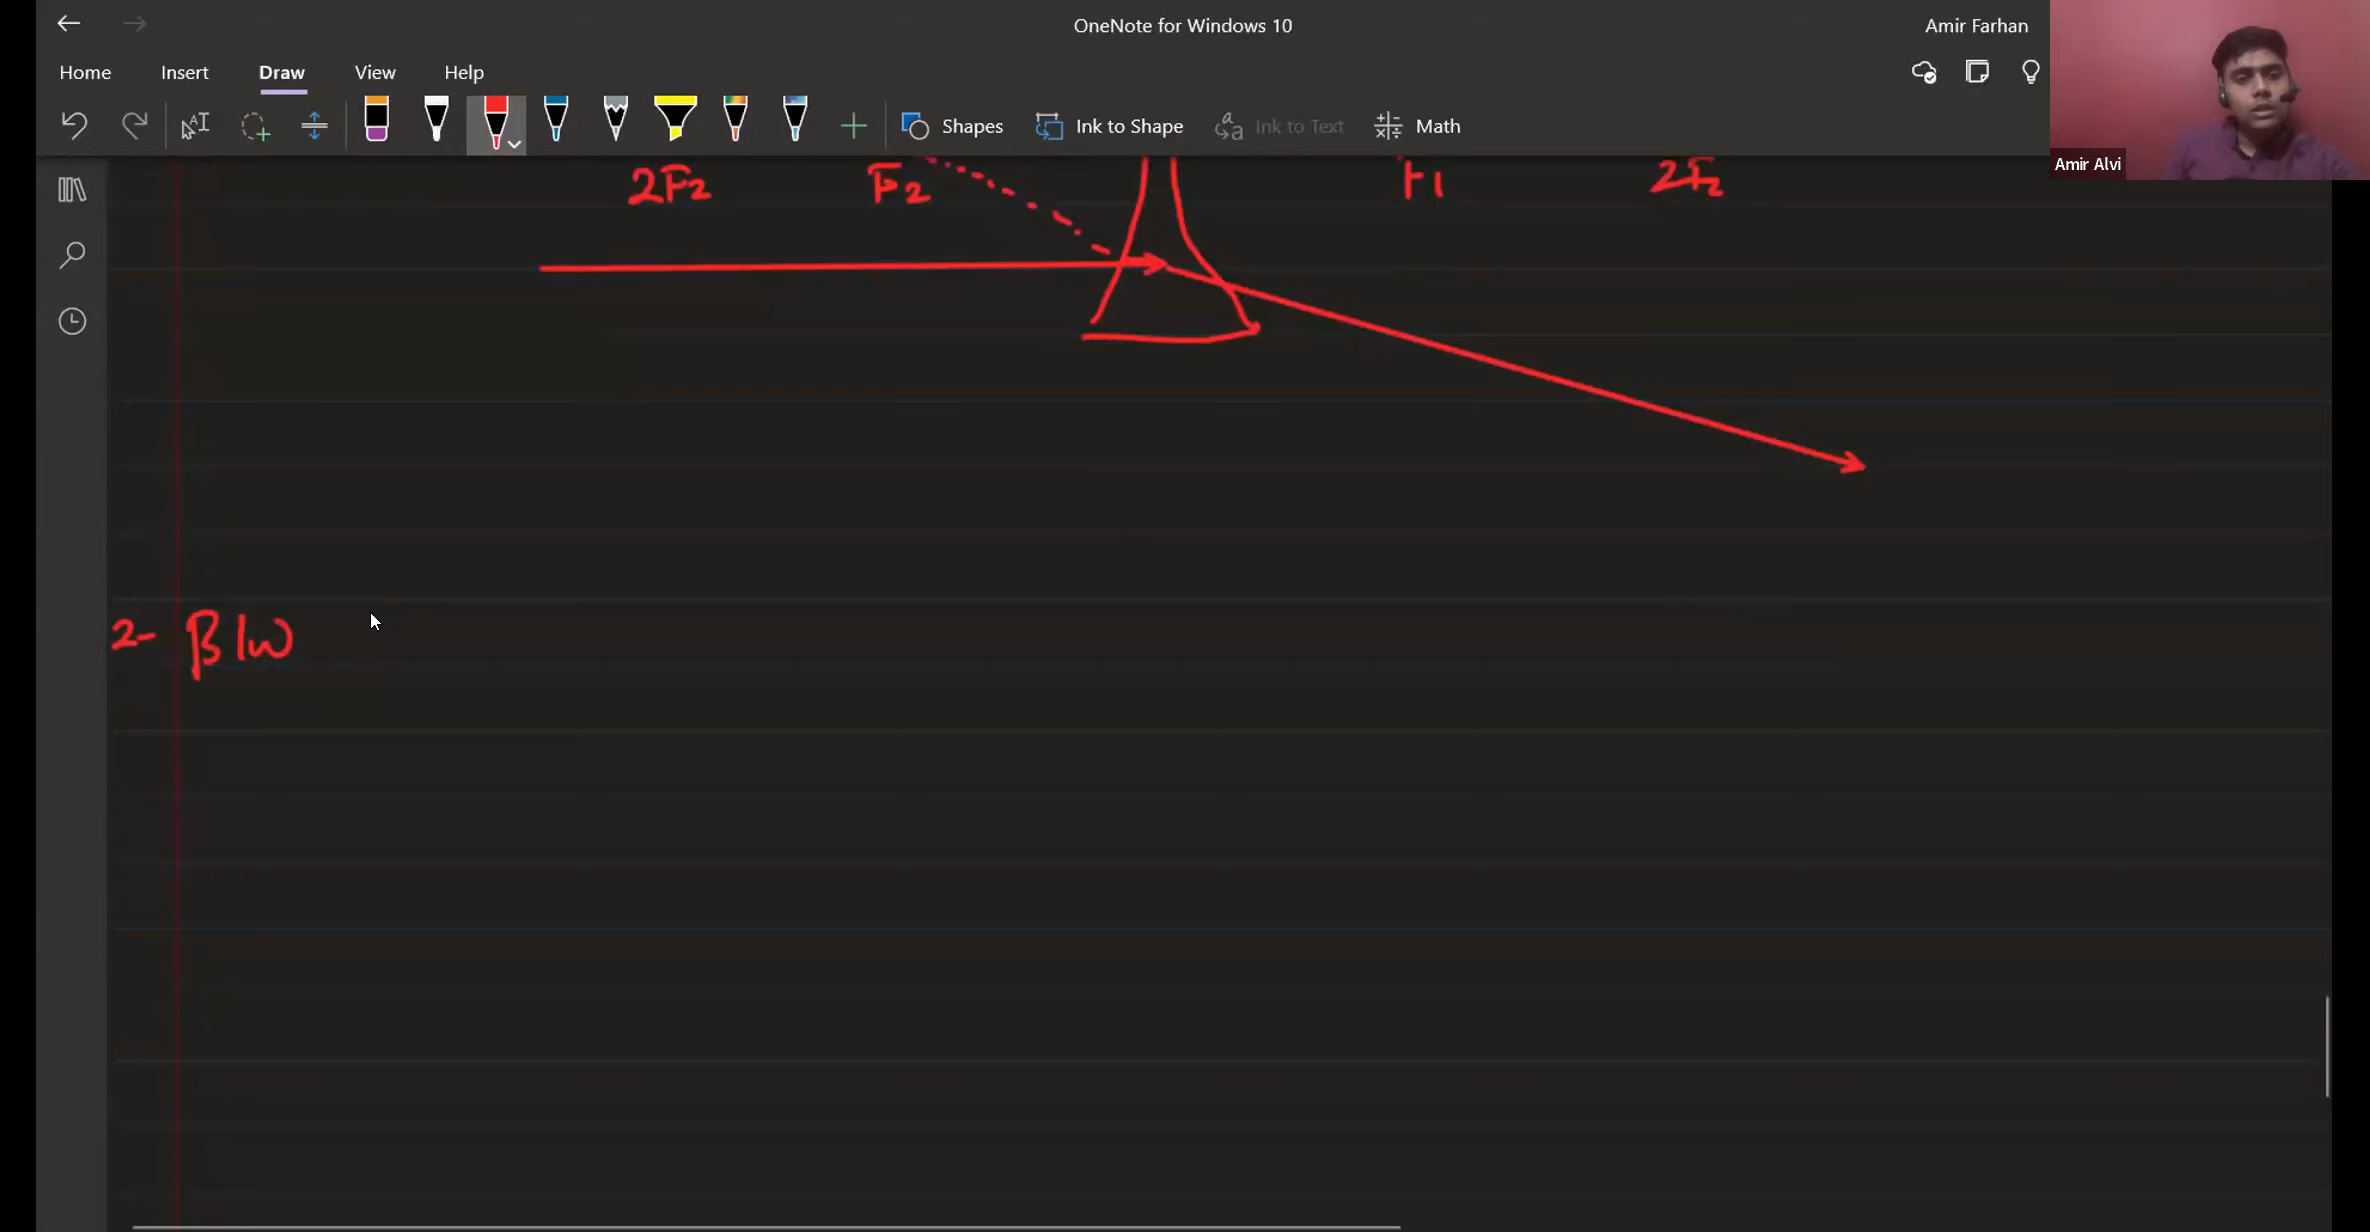 OneNote for Windows 10
Amir Farhan
Home Insert Draw View Help
Shapes Ink to Shape Ink to Text Math
Amir Alvi
2F2 F2 F1 2F2
2- B/W